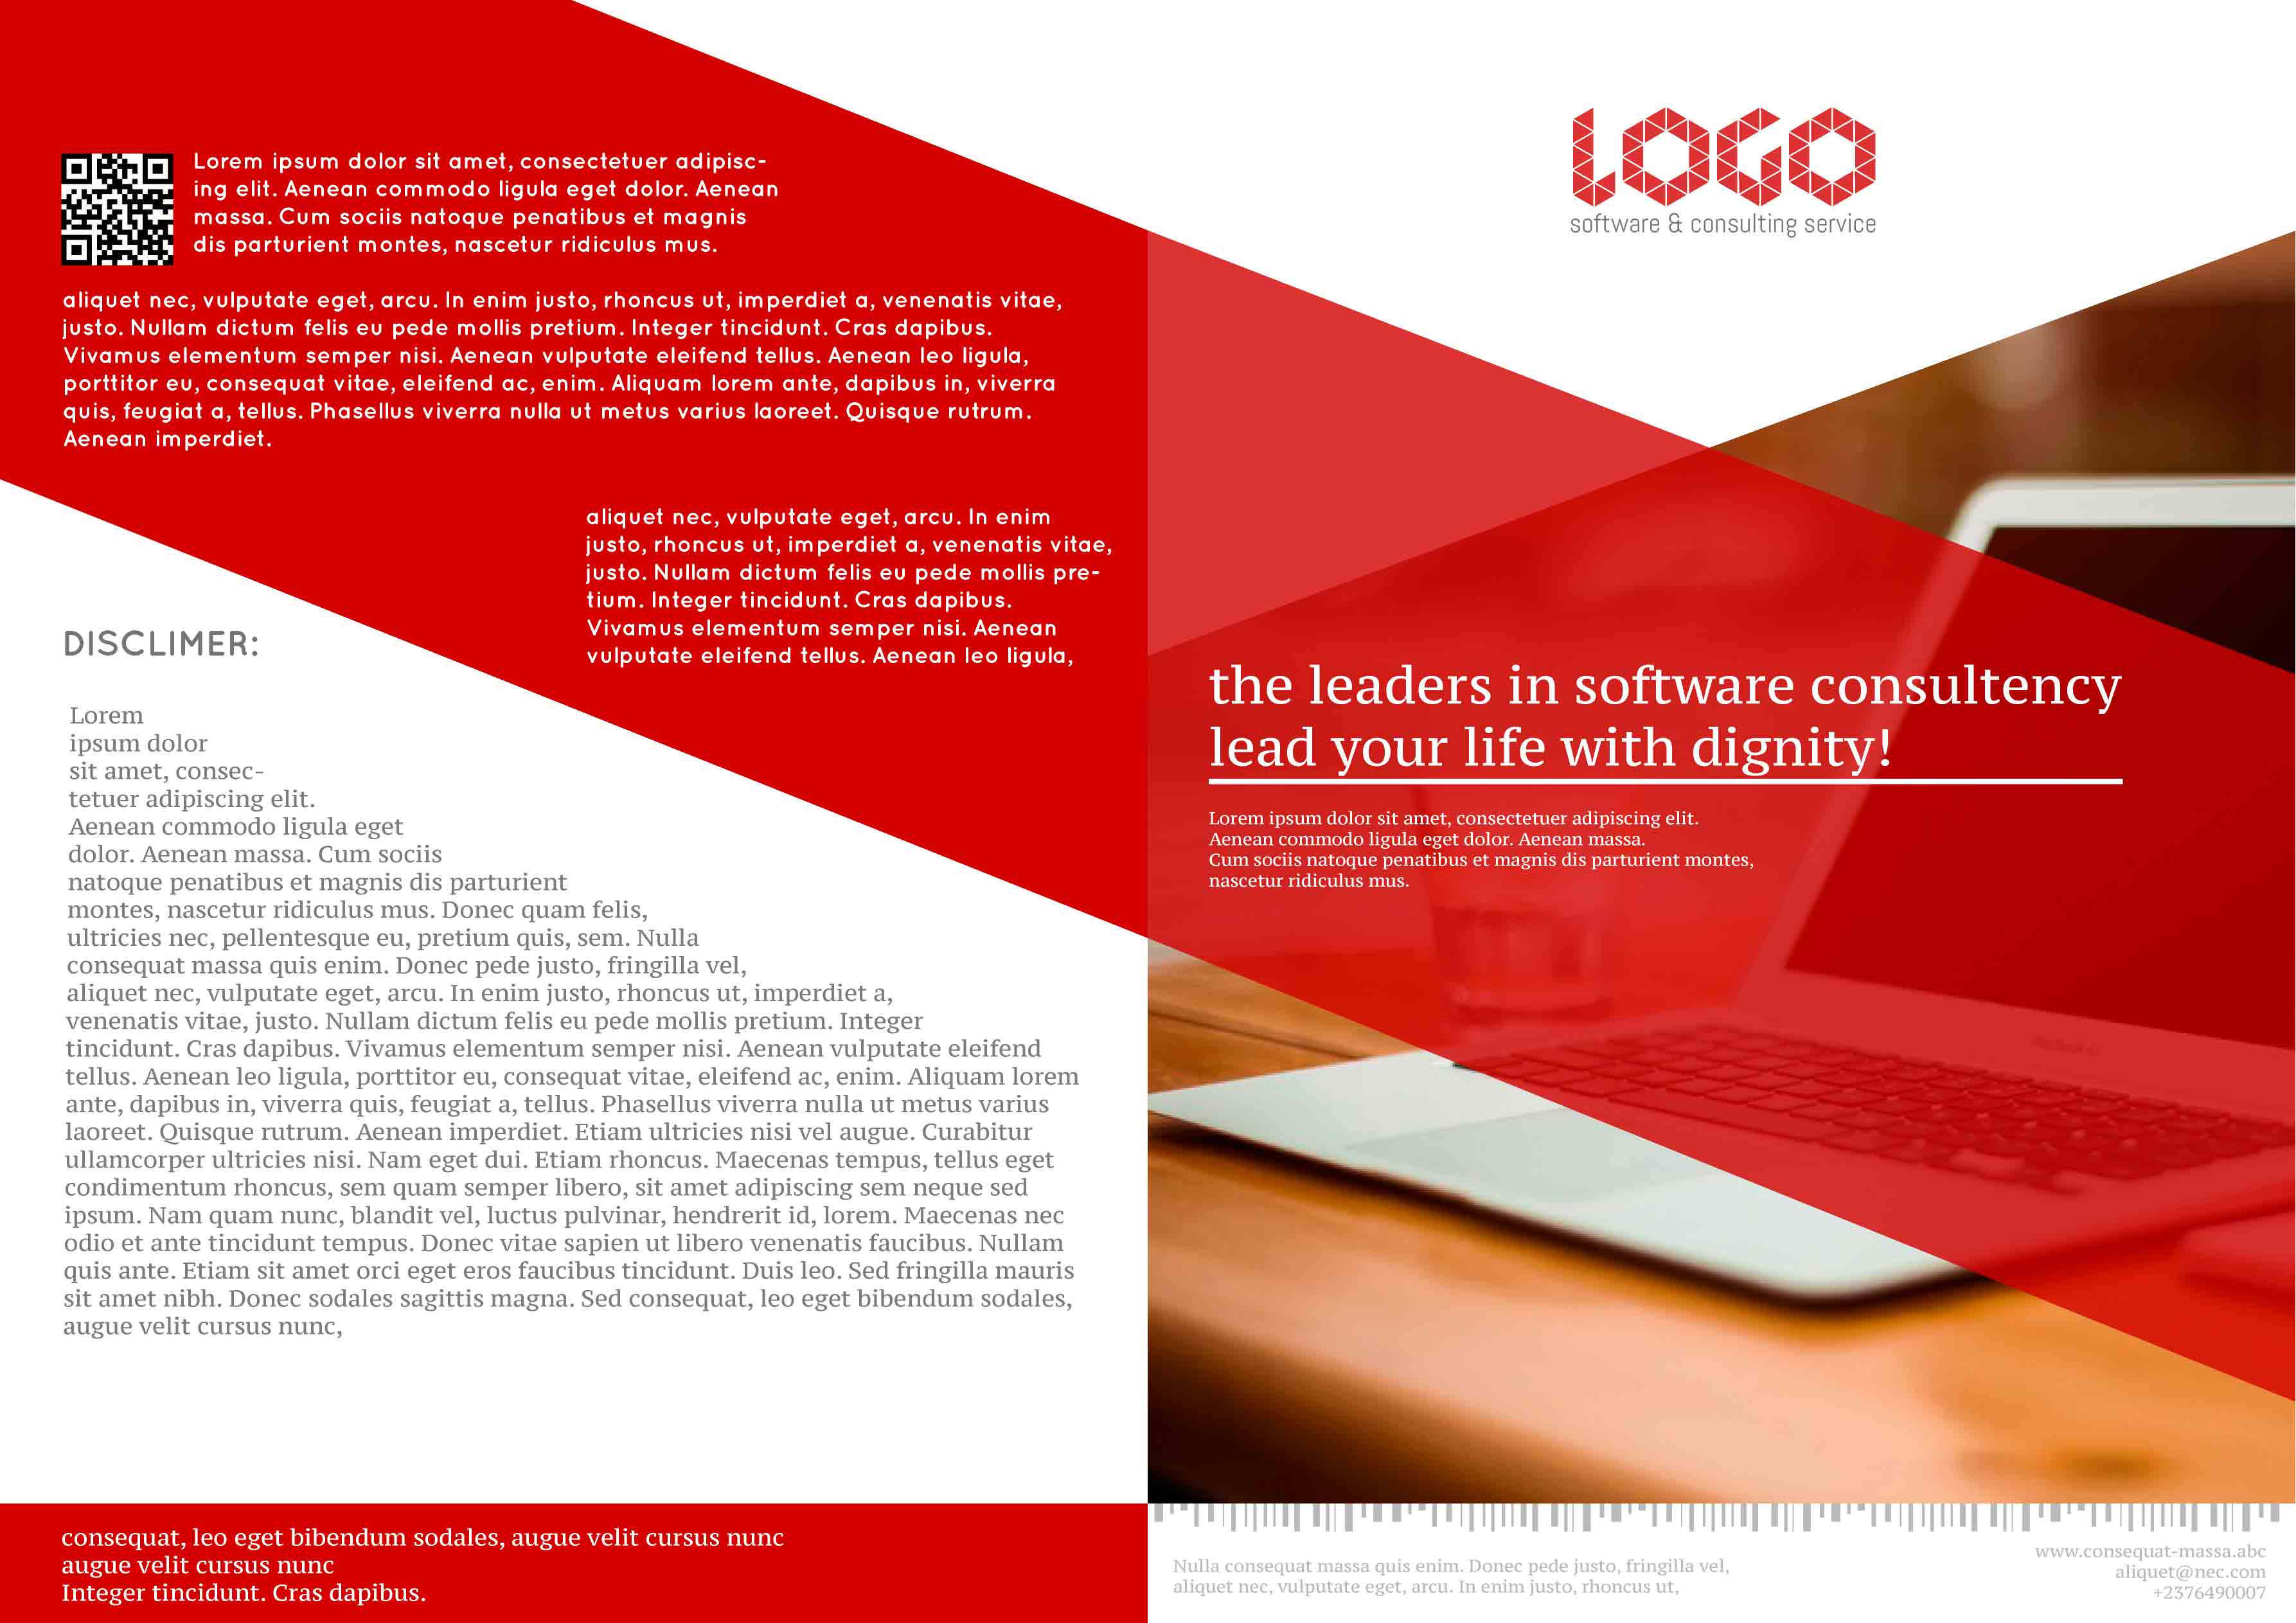 Lorem ipsum dolor sit amet, consectetuer adipisc-
ing elit. Aenean commodo ligula eget dolor. Aenean
massa. Cum sociis natoque penatibus et magnis
dis parturient montes, nascetur ridiculus mus.
aliquet nec, vulputate eget, arcu. In enim justo, rhoncus ut, imperdiet a, venenatis vitae,
justo. Nullam dictum felis eu pede mollis pretium. Integer tincidunt. Cras dapibus.
Vivamus elementum semper nisi. Aenean vulputate eleifend tellus. Aenean leo ligula,
porttitor eu, consequat vitae, eleifend ac, enim. Aliquam lorem ante, dapibus in, viverra
quis, feugiat a, tellus. Phasellus viverra nulla ut metus varius laoreet. Quisque rutrum.
Aenean imperdiet.
aliquet nec, vulputate eget, arcu. In enim
justo, rhoncus ut, imperdiet a, venenatis vitae,
justo. Nullam dictum felis eu pede mollis pre-
tium. Integer tincidunt. Cras dapibus.
Vivamus elementum semper nisi. Aenean
vulputate eleifend tellus. Aenean leo ligula,
DISCLIMER:
Lorem
ipsum dolor
sit amet, consec-
tetuer adipiscing elit.
Aenean commodo ligula eget
dolor. Aenean massa. Cum sociis
natoque penatibus et magnis dis parturient
montes, nascetur ridiculus mus. Donec quam felis,
ultricies nec, pellentesque eu, pretium quis, sem. Nulla
consequat massa quis enim. Donec pede justo, fringilla vel,
aliquet nec, vulputate eget, arcu. In enim justo, rhoncus ut, imperdiet a,
venenatis vitae, justo. Nullam dictum felis eu pede mollis pretium. Integer
tincidunt. Cras dapibus. Vivamus elementum semper nisi. Aenean vulputate eleifend
tellus. Aenean leo ligula, porttitor eu, consequat vitae, eleifend ac, enim. Aliquam lorem
ante, dapibus in, viverra quis, feugiat a, tellus. Phasellus viverra nulla ut metus varius
laoreet. Quisque rutrum. Aenean imperdiet. Etiam ultricies nisi vel augue. Curabitur
ullamcorper ultricies nisi. Nam eget dui. Etiam rhoncus. Maecenas tempus, tellus eget
condimentum rhoncus, sem quam semper libero, sit amet adipiscing sem neque sed
ipsum. Nam quam nunc, blandit vel, luctus pulvinar, hendrerit id, lorem. Maecenas nec
odio et ante tincidunt tempus. Donec vitae sapien ut libero venenatis faucibus. Nullam
quis ante. Etiam sit amet orci eget eros faucibus tincidunt. Duis leo. Sed fringilla mauris
sit amet nibh. Donec sodales sagittis magna. Sed consequat, leo eget bibendum sodales,
augue velit cursus nunc,
consequat, leo eget bibendum sodales, augue velit cursus nunc
augue velit cursus nunc
Integer tincidunt. Cras dapibus.
LOGO
software & consulting service
the leaders in software consultency
lead your life with dignity!
Lorem ipsum dolor sit amet, consectetuer adipiscing elit.
Aenean commodo ligula eget dolor. Aenean massa.
Cum sociis natoque penatibus et magnis dis parturient montes,
nascetur ridiculus mus.
Nulla consequat massa quis enim. Donec pede justo, fringilla vel,
aliquet nec, vulputate eget, arcu. In enim justo, rhoncus ut,
www.consequat-massa.abc
aliquet@nec.com
+2376490007